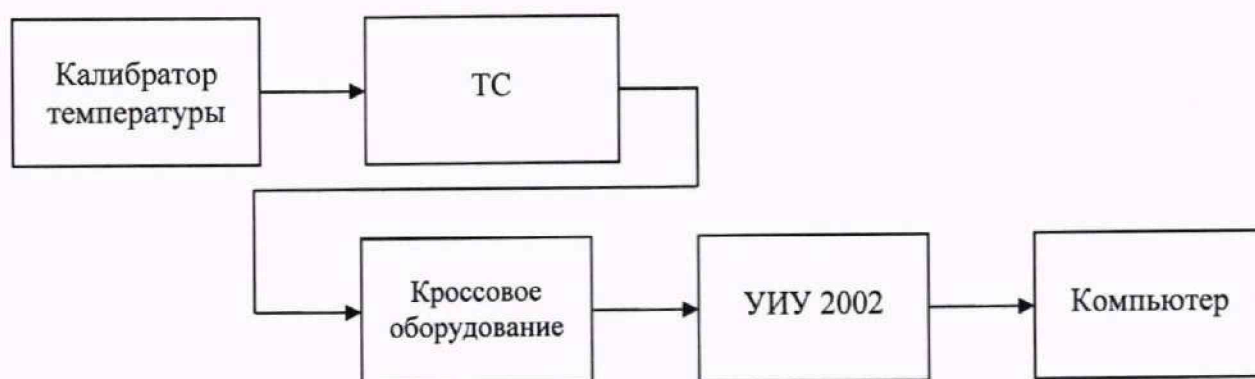 Калибратор
температуры
ТС
Кроссовое
оборудование
УИУ 2002
Компьютер